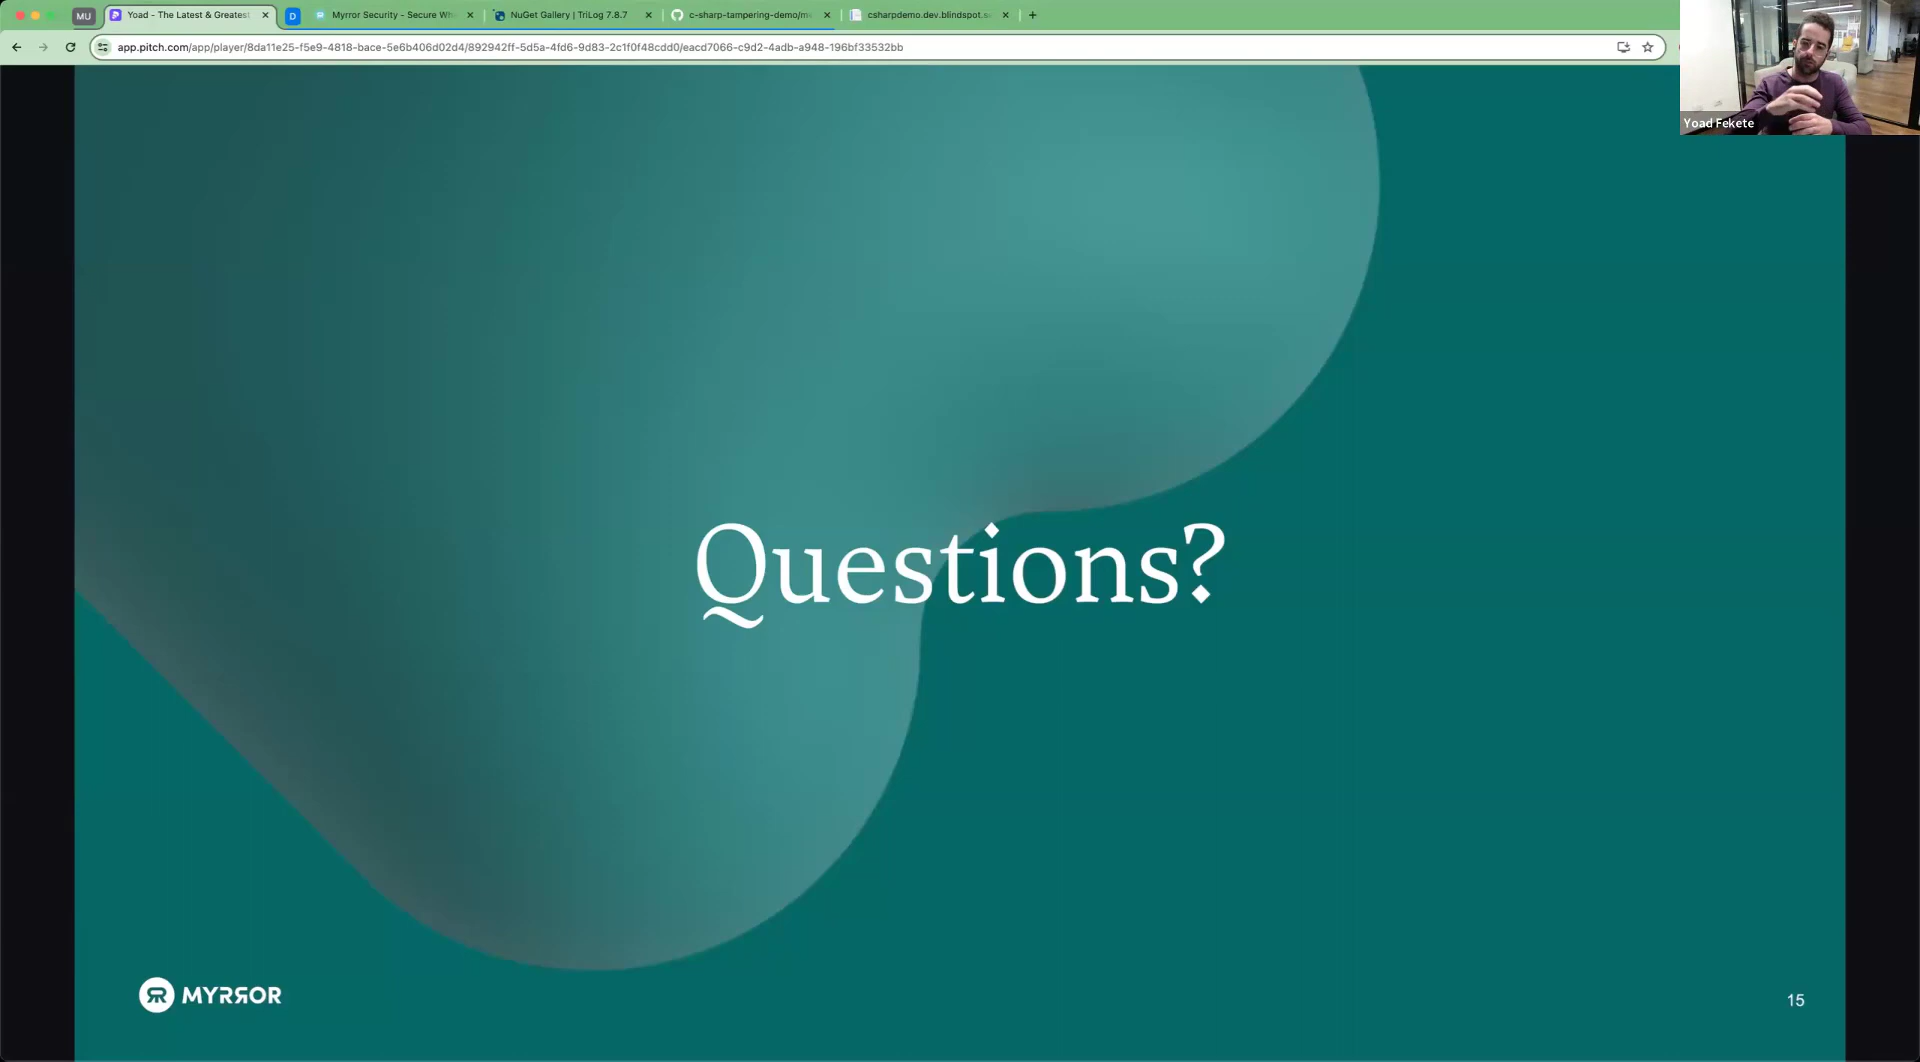 MU
Yoad - The Latest & Greatest
D
Myrror Security - Secure Wh
NuGet Gallery | TriLog 7.8.7
c-sharp-tampering-demo/m
csharpdemo.dev.blindspot.s
app.pitch.com/app/player/8da11e25-f5e9-4818-bace-5e6b406d02d4/892942ff-5d5a-4fd6-9d83-2c1f0f48cdd0/eacd7066-c9d2-4adb-a948-196bf33532bb
Yoad Fekete
Questions?
MYRROR
15